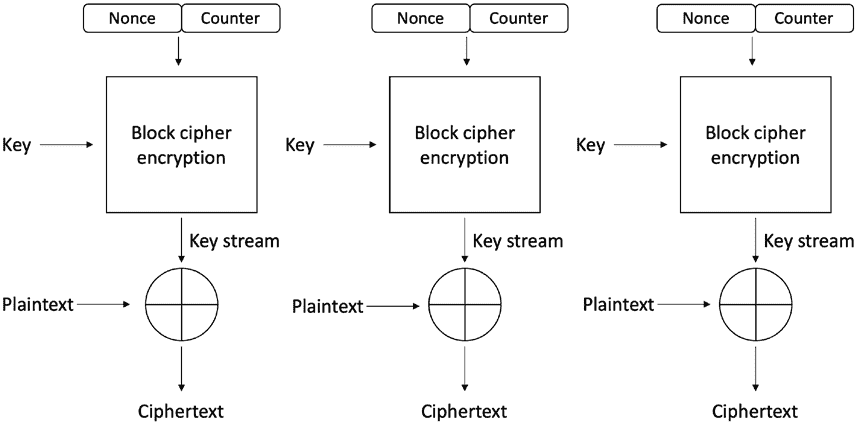 Nonce Counter Nonce Counter Nonce Counter
Key Block cipher encryption Key Block cipher encryption Key Block cipher encryption
Key stream Key stream Key stream
Plaintext Plaintext Plaintext
Ciphertext Ciphertext Ciphertext